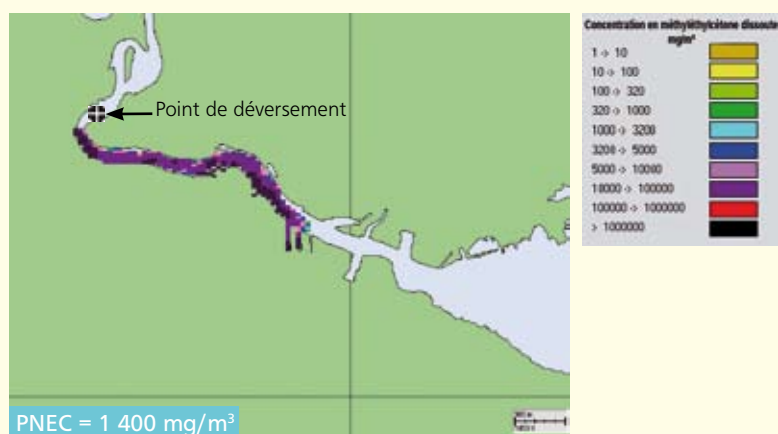 Point de déversement
PNEC = 1 400 mg/m³
Concentration en méthyléthylcétone dissoute
mg/m³
1 -> 10
10 -> 100
100 -> 320
320 -> 1000
1000 -> 3200
3200 -> 5000
5000 -> 10000
10000 -> 100000
100000 -> 1000000
> 1000000